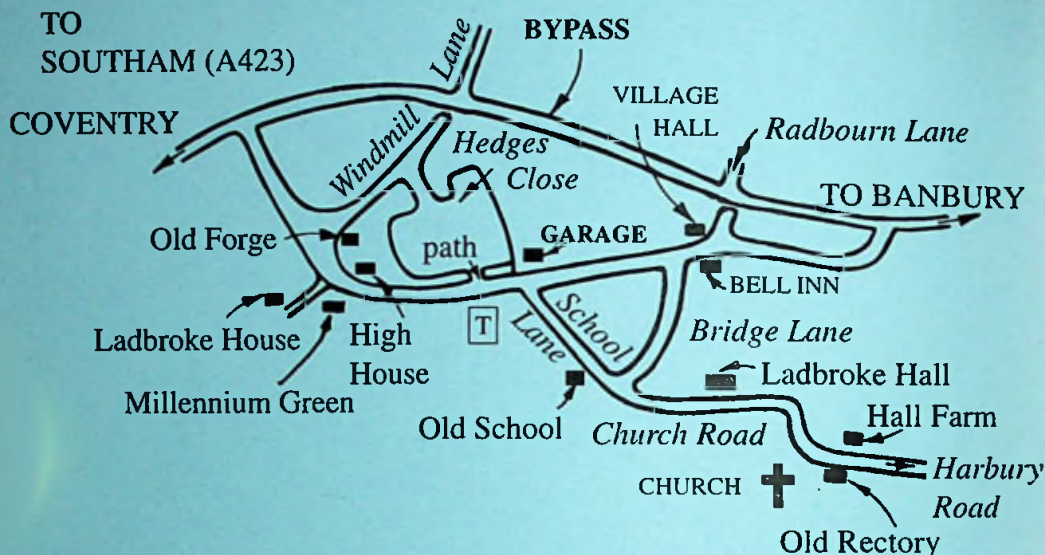 TO
SOUTHAM (A423)
COVENTRY
Lane
BYPASS
VILLAGE
HALL
Radbourn Lane
Windmill
Hedges
Close
TO BANBURY
Old Forge
path
GARAGE
BELL INN
Ladbroke House
High
House
T
Lane
School
Bridge Lane
Millennium Green
Ladbroke Hall
Old School
Church Road
Hall Farm
CHURCH
Harbury
Road
Old Rectory